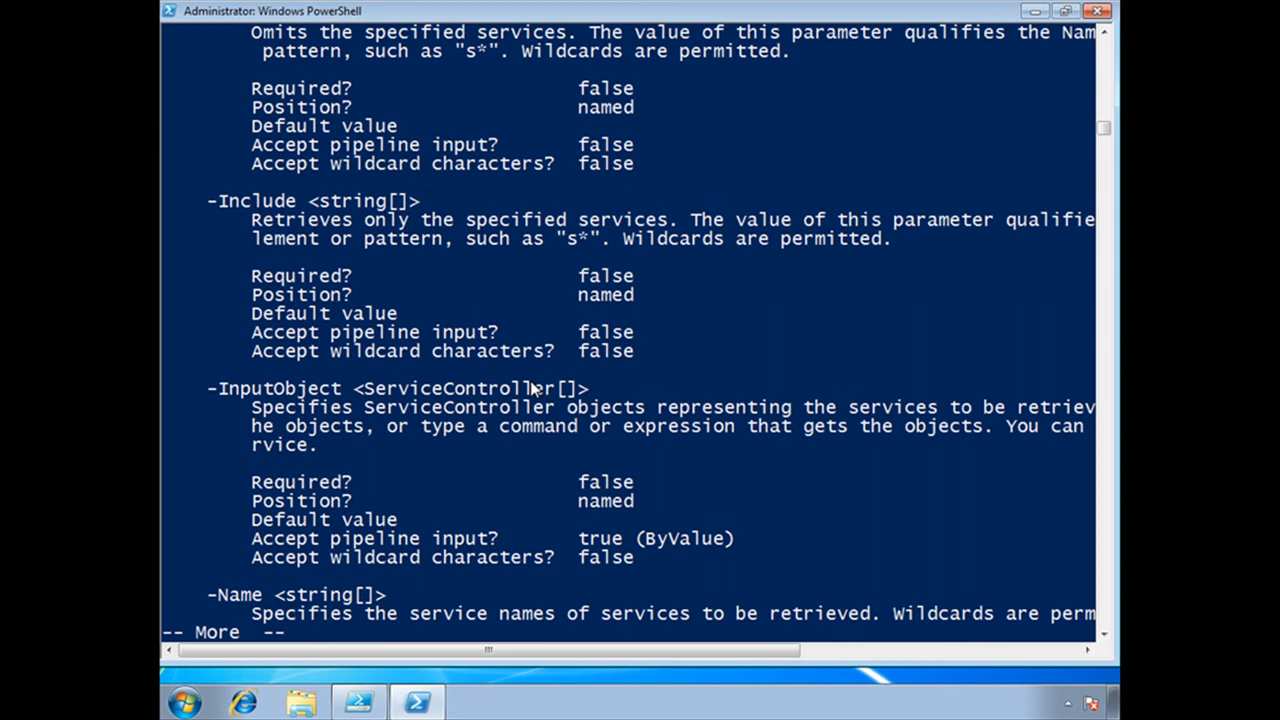 Administrator: Windows PowerShell
Omits the specified services. The value of this parameter qualifies the Nam
pattern, such as "s*". Wildcards are permitted.
Required? false
Position? named
Default value
Accept pipeline input? false
Accept wildcard characters? false
-Include <string[]>
Retrieves only the specified services. The value of this parameter qualifie
lement or pattern, such as "s*". Wildcards are permitted.
Required? false
Position? named
Default value
Accept pipeline input? false
Accept wildcard characters? false
-InputObject <ServiceController[]>
Specifies ServiceController objects representing the services to be retriev
he objects, or type a command or expression that gets the objects. You can
rvice.
Required? false
Position? named
Default value
Accept pipeline input? true (ByValue)
Accept wildcard characters? false
-Name <string[]>
Specifies the service names of services to be retrieved. Wildcards are perm
-- More --